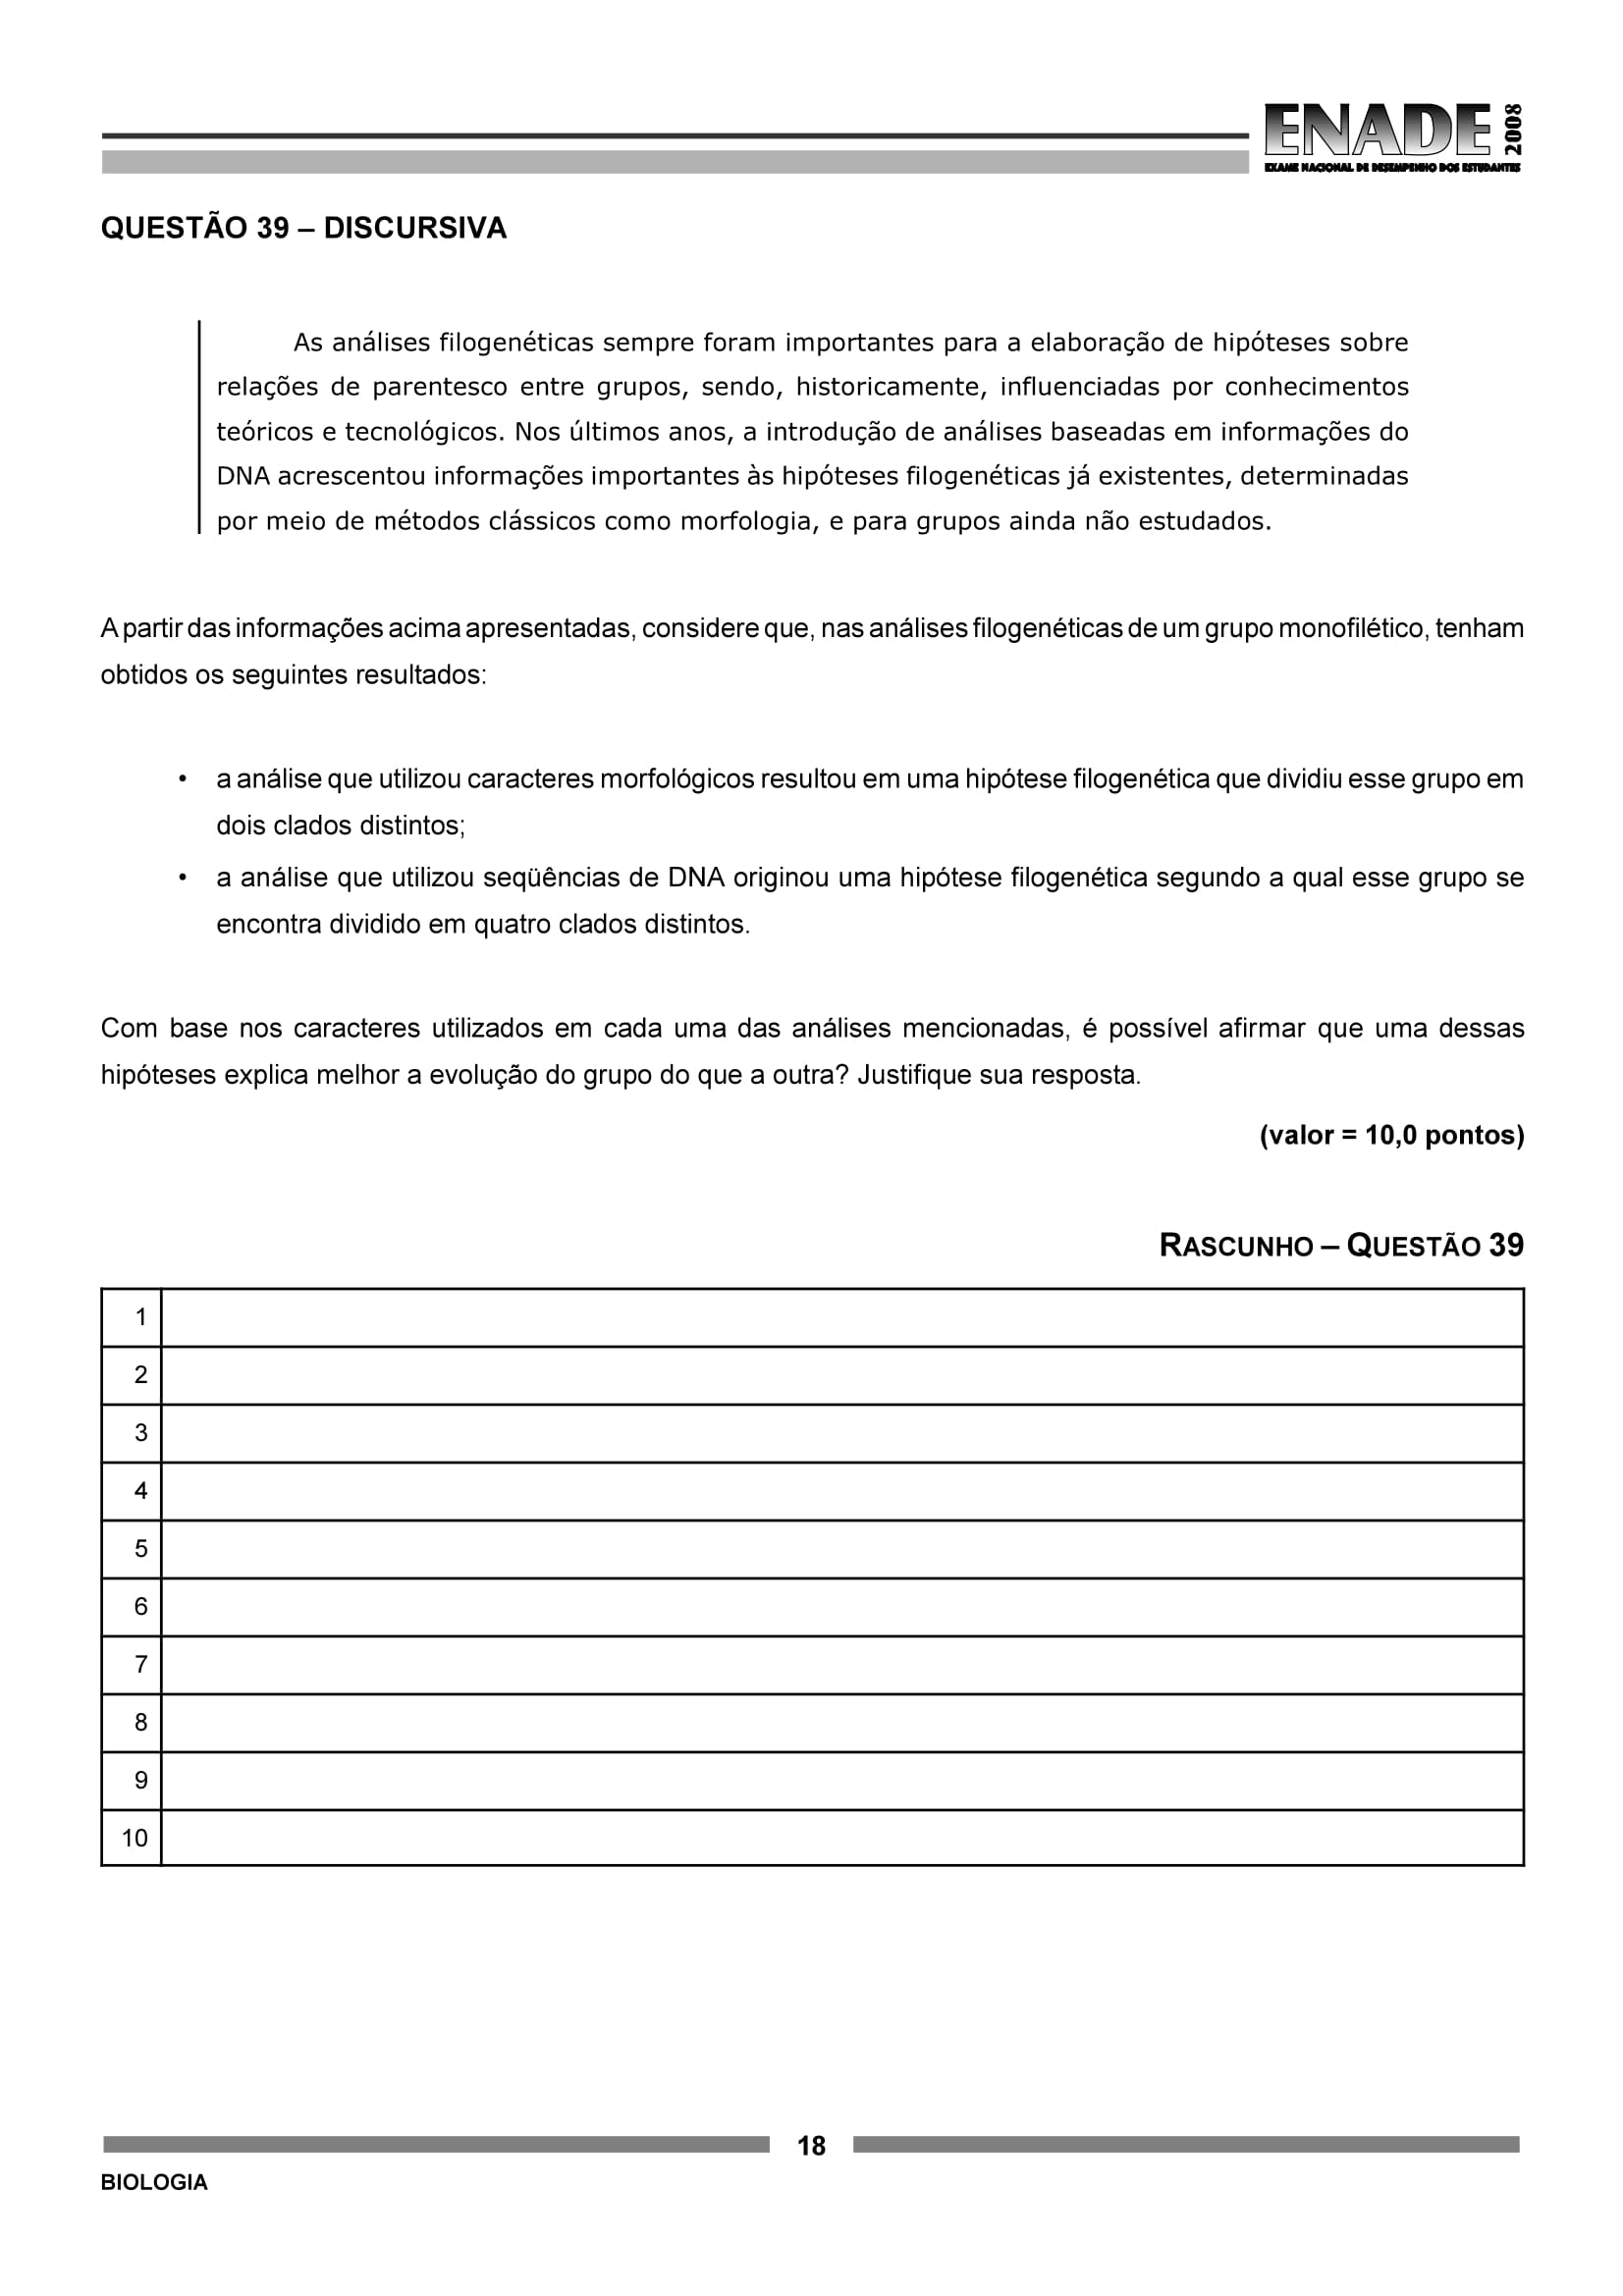 ENADE
2008
EXAME NACIONAL DE DESEMPENHO DOS ESTUDANTES
QUESTÃO 39 – DISCURSIVA
As análises filogenéticas sempre foram importantes para a elaboração de hipóteses sobre
relações de parentesco entre grupos, sendo, historicamente, influenciadas por conhecimentos
teóricos e tecnológicos. Nos últimos anos, a introdução de análises baseadas em informações do
DNA acrescentou informações importantes às hipóteses filogenéticas já existentes, determinadas
por meio de métodos clássicos como morfologia, e para grupos ainda não estudados.
A partir das informações acima apresentadas, considere que, nas análises filogenéticas de um grupo monofilético, tenham
obtidos os seguintes resultados:
• a análise que utilizou caracteres morfológicos resultou em uma hipótese filogenética que dividiu esse grupo em
dois clados distintos;
• a análise que utilizou seqüências de DNA originou uma hipótese filogenética segundo a qual esse grupo se
encontra dividido em quatro clados distintos.
Com base nos caracteres utilizados em cada uma das análises mencionadas, é possível afirmar que uma dessas
hipóteses explica melhor a evolução do grupo do que a outra? Justifique sua resposta.
(valor = 10,0 pontos)
RASCUNHO – QUESTÃO 39
1
2
3
4
5
6
7
8
9
10
18
BIOLOGIA